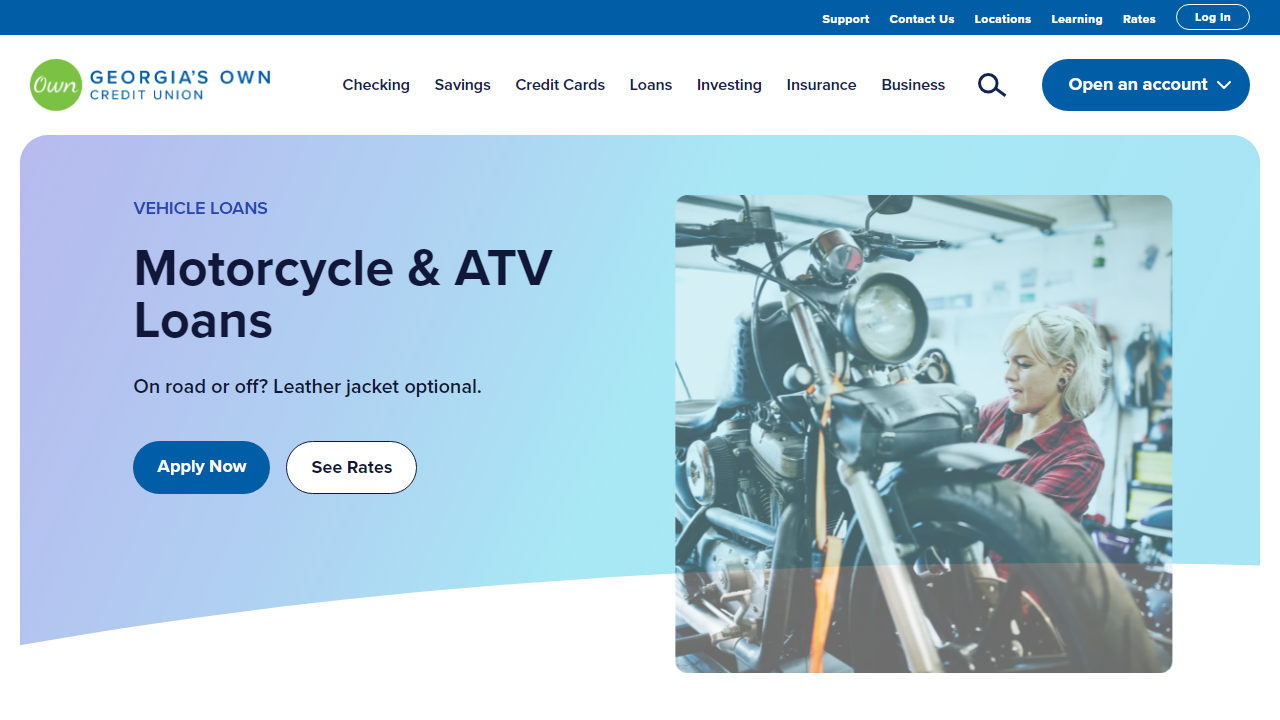 Support Contact Us Locations Learning Rates Log In
Own GEORGIA'S OWN
CREDIT UNION
Checking Savings Credit Cards Loans Investing Insurance Business Open an account
VEHICLE LOANS
Motorcycle & ATV
Loans
On road or off? Leather jacket optional.
Apply Now See Rates